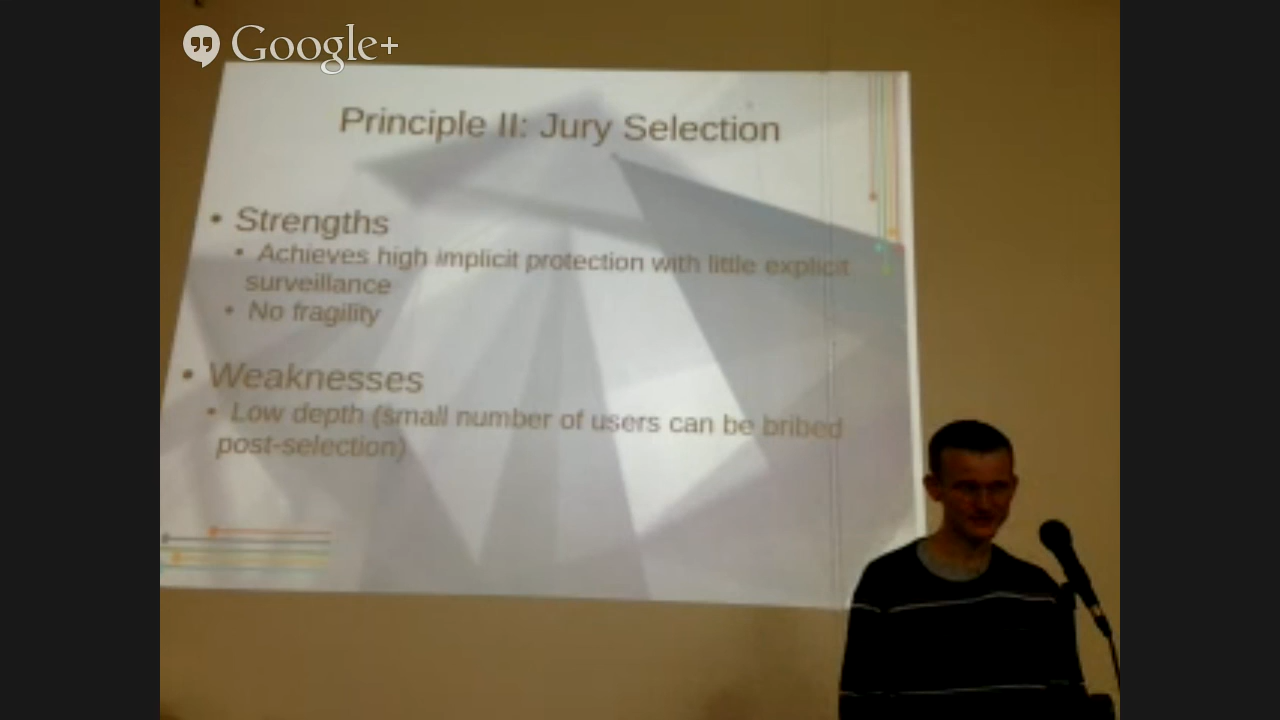 Google+
Principle II: Jury Selection
• Strengths
• Achieves high implicit protection with little explicit
surveillance
• No fragility
• Weaknesses
• Low depth (small number of users can be bribed
post-selection)